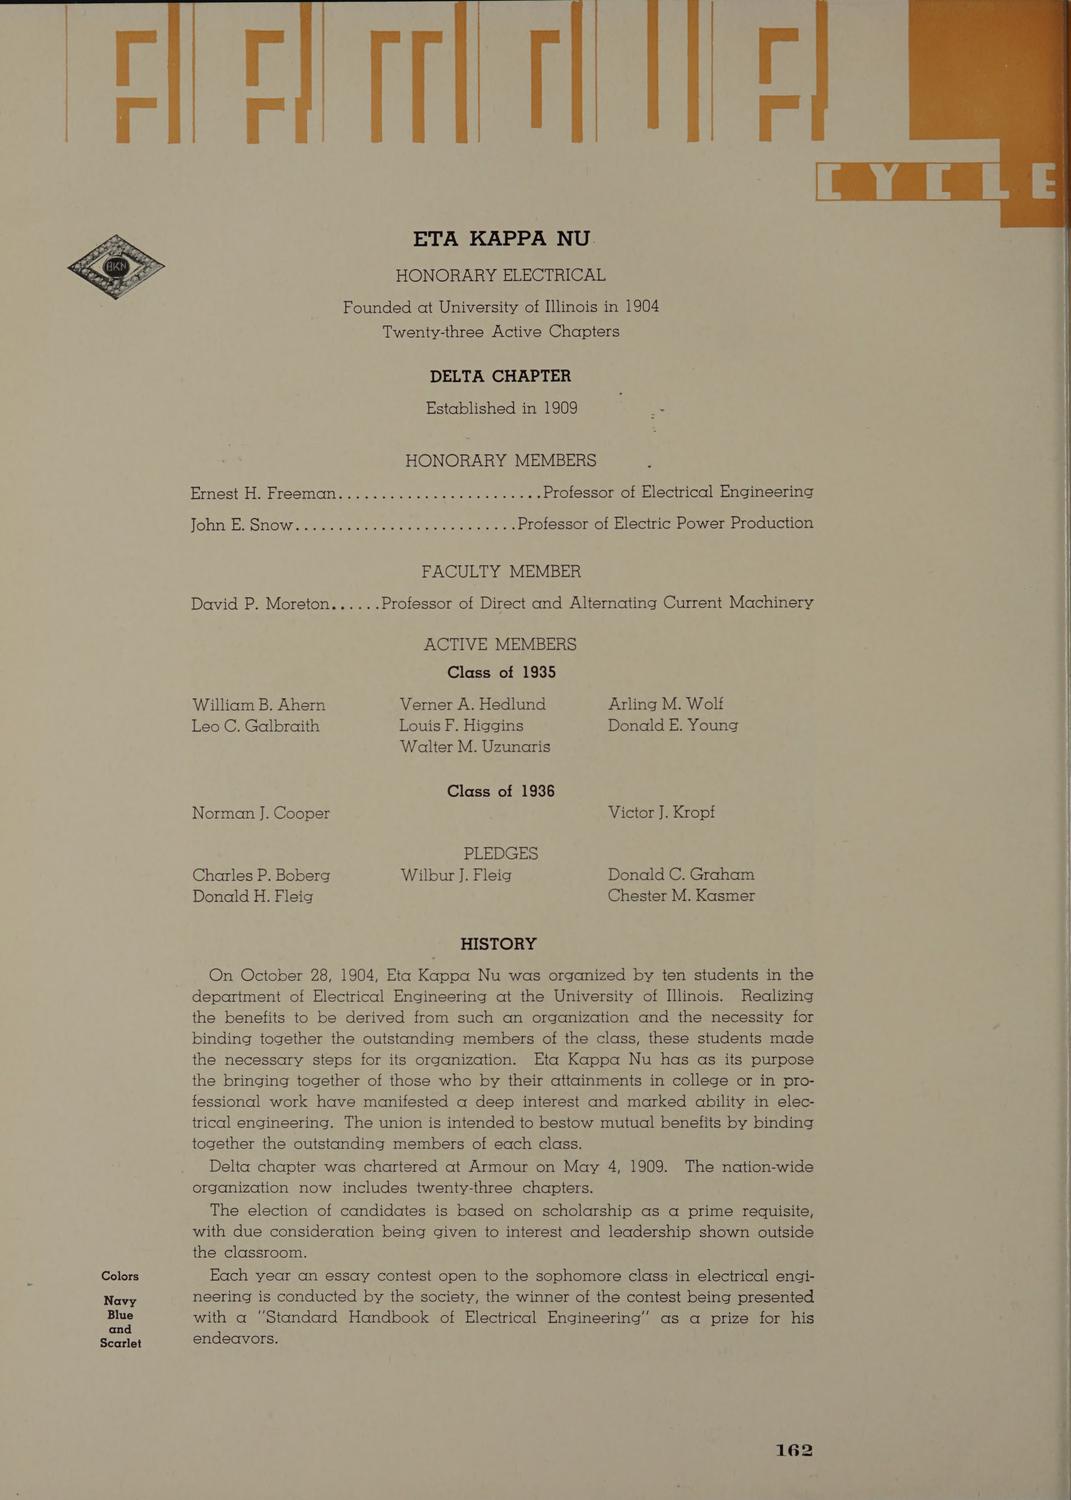 CYCLE
HKN
ETA KAPPA NU
HONORARY ELECTRICAL
Founded at University of Illinois in 1904
Twenty-three Active Chapters
DELTA CHAPTER
Established in 1909
HONORARY MEMBERS
Ernest H. Freeman........................Professor of Electrical Engineering
John E. Snow..........................Professor of Electric Power Production
FACULTY MEMBER
David P. Moreton......Professor of Direct and Alternating Current Machinery
ACTIVE MEMBERS
Class of 1935
William B. Ahern Verner A. Hedlund Arling M. Wolf
Leo C. Galbraith Louis F. Higgins Donald E. Young
Walter M. Uzunaris
Class of 1936
Norman J. Cooper Victor J. Kropf
PLEDGES
Charles P. Boberg Wilbur J. Fleig Donald C. Graham
Donald H. Fleig Chester M. Kasmer
HISTORY
On October 28, 1904, Eta Kappa Nu was organized by ten students in the
department of Electrical Engineering at the University of Illinois. Realizing
the benefits to be derived from such an organization and the necessity for
binding together the outstanding members of the class, these students made
the necessary steps for its organization. Eta Kappa Nu has as its purpose
the bringing together of those who by their attainments in college or in pro-
fessional work have manifested a deep interest and marked ability in elec-
trical engineering. The union is intended to bestow mutual benefits by binding
together the outstanding members of each class.
Delta chapter was chartered at Armour on May 4, 1909. The nation-wide
organization now includes twenty-three chapters.
The election of candidates is based on scholarship as a prime requisite,
with due consideration being given to interest and leadership shown outside
the classroom.
Each year an essay contest open to the sophomore class in electrical engi-
neering is conducted by the society, the winner of the contest being presented
with a "Standard Handbook of Electrical Engineering" as a prize for his
endeavors.
Colors
Navy
Blue
and
Scarlet
162